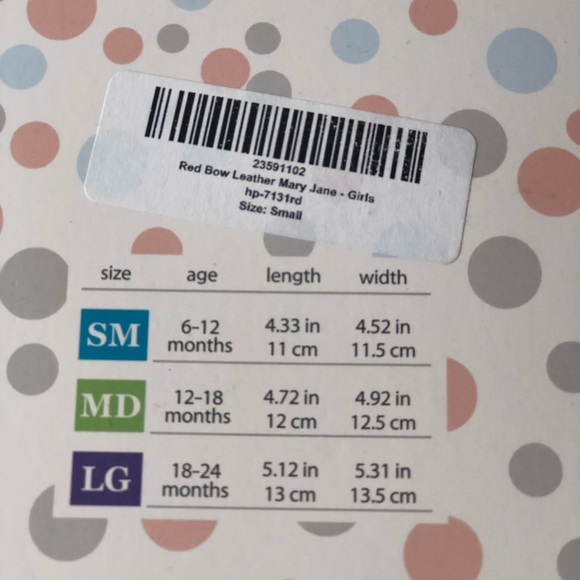 23591102
Red Bow Leather Mary Jane - Girls
hp-7131rd
Size: Small
size age length width
SM 6–12 months 4.33 in 11 cm 4.52 in 11.5 cm
MD 12–18 months 4.72 in 12 cm 4.92 in 12.5 cm
LG 18–24 months 5.12 in 13 cm 5.31 in 13.5 cm